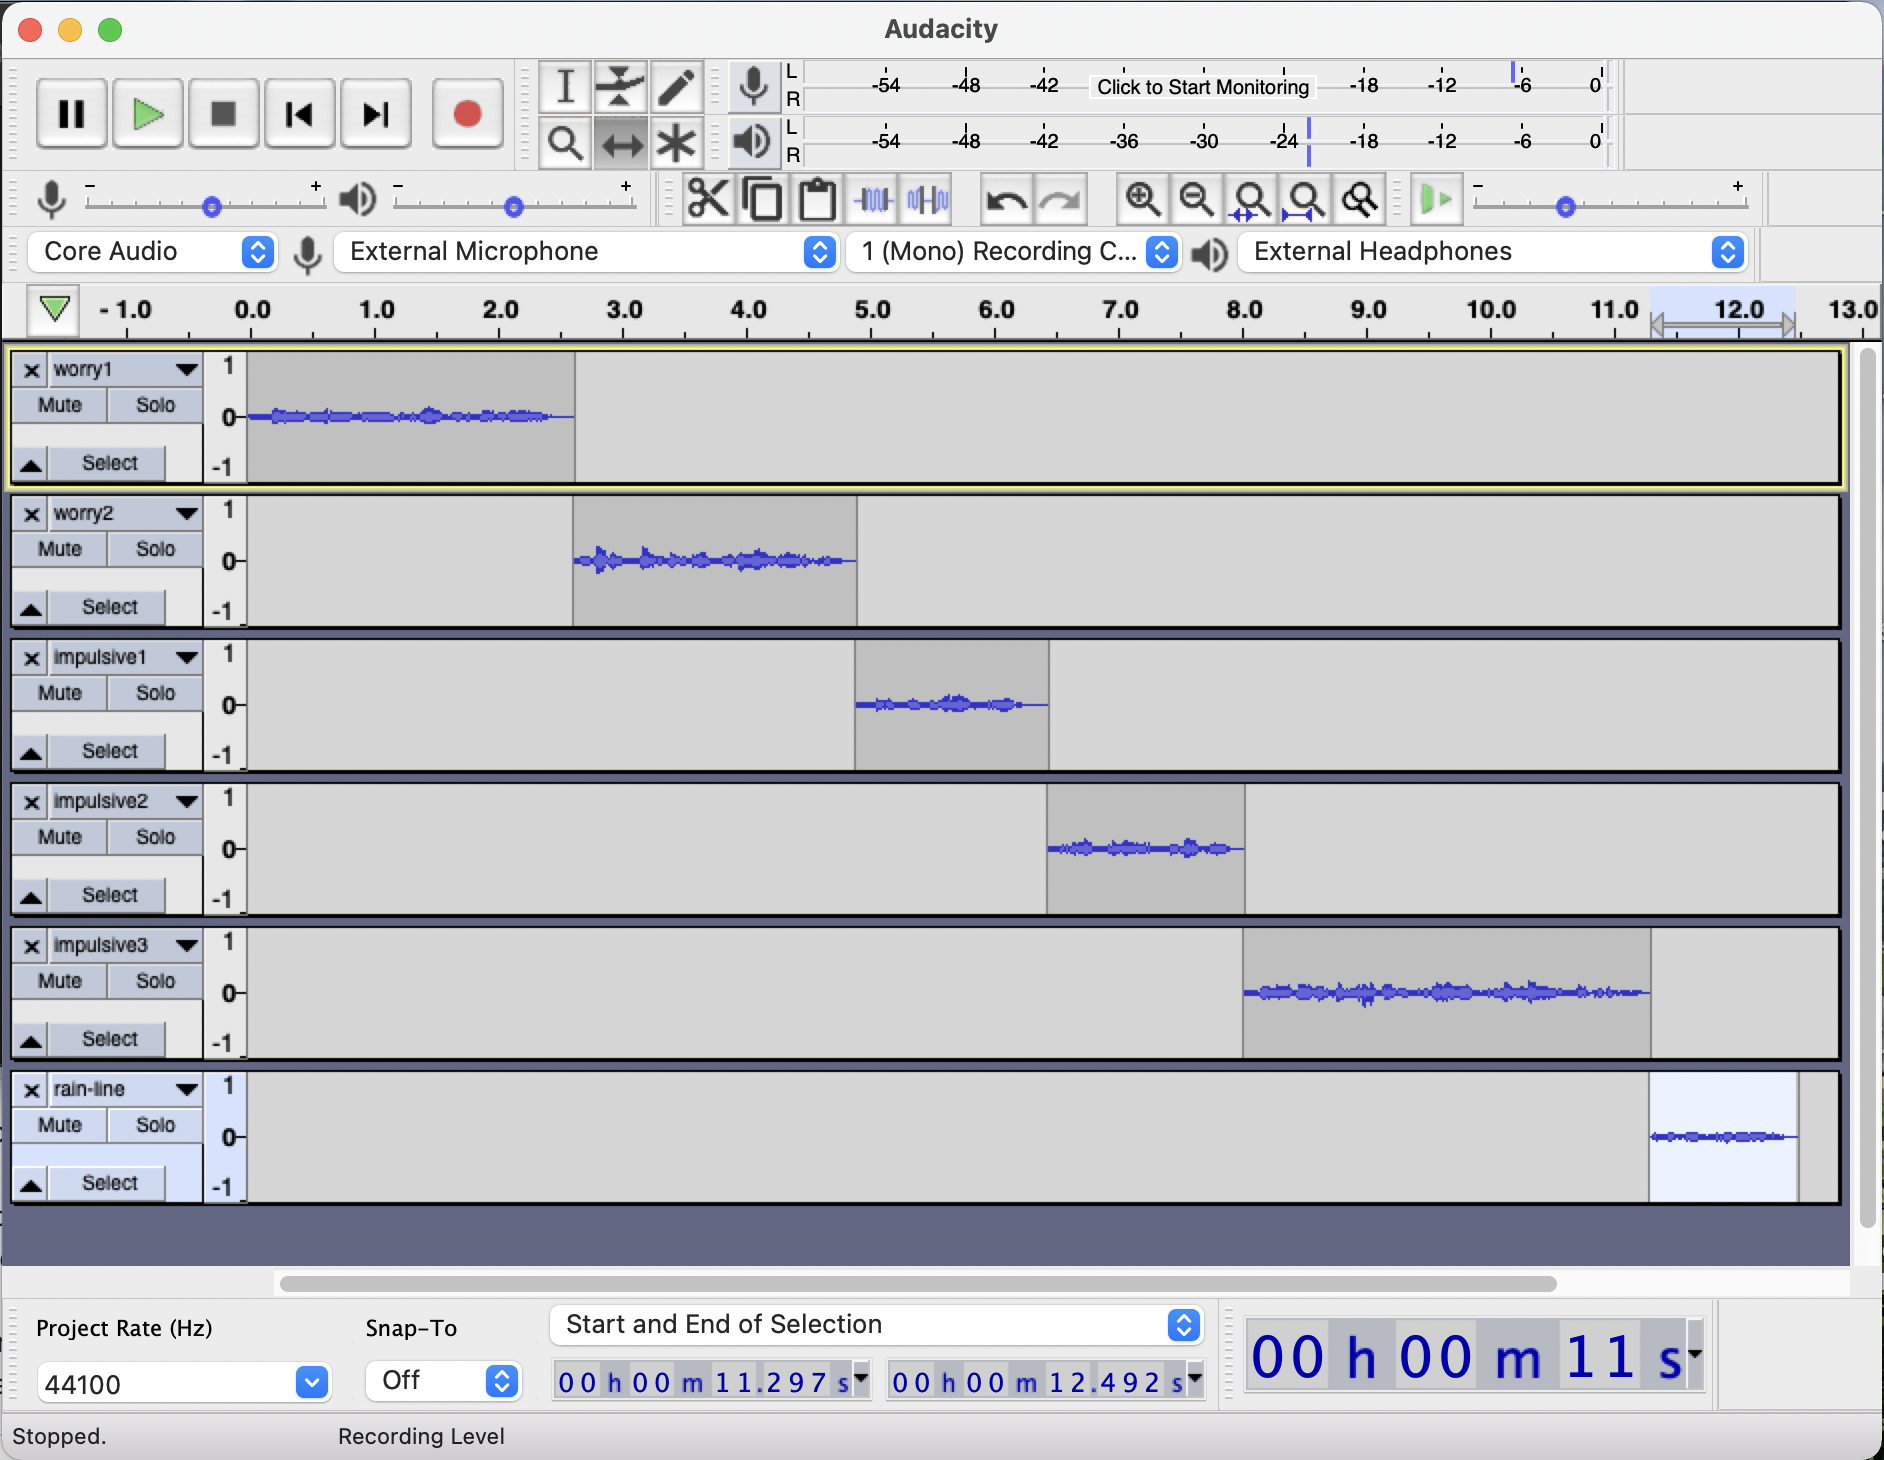 Audacity
L
R
-54 -48 -42 Click to Start Monitoring -18 -12 -6 0
L
R
-54 -48 -42 -36 -30 -24 -18 -12 -6 0
- + - + - +
Core Audio External Microphone 1 (Mono) Recording C... External Headphones
- 1.0 0.0 1.0 2.0 3.0 4.0 5.0 6.0 7.0 8.0 9.0 10.0 11.0 12.0 13.0
worry1 1
Mute Solo
0
Select -1
worry2 1
Mute Solo
0
Select -1
impulsive1 1
Mute Solo
0
Select -1
impulsive2 1
Mute Solo
0
Select -1
impulsive3 1
Mute Solo
0
Select -1
rain-line 1
Mute Solo
0
Select -1
Project Rate (Hz) Snap-To Start and End of Selection
44100 Off 00 h 00 m 11.297 s 00 h 00 m 12.492 s 00 h 00 m 11 s
Stopped. Recording Level